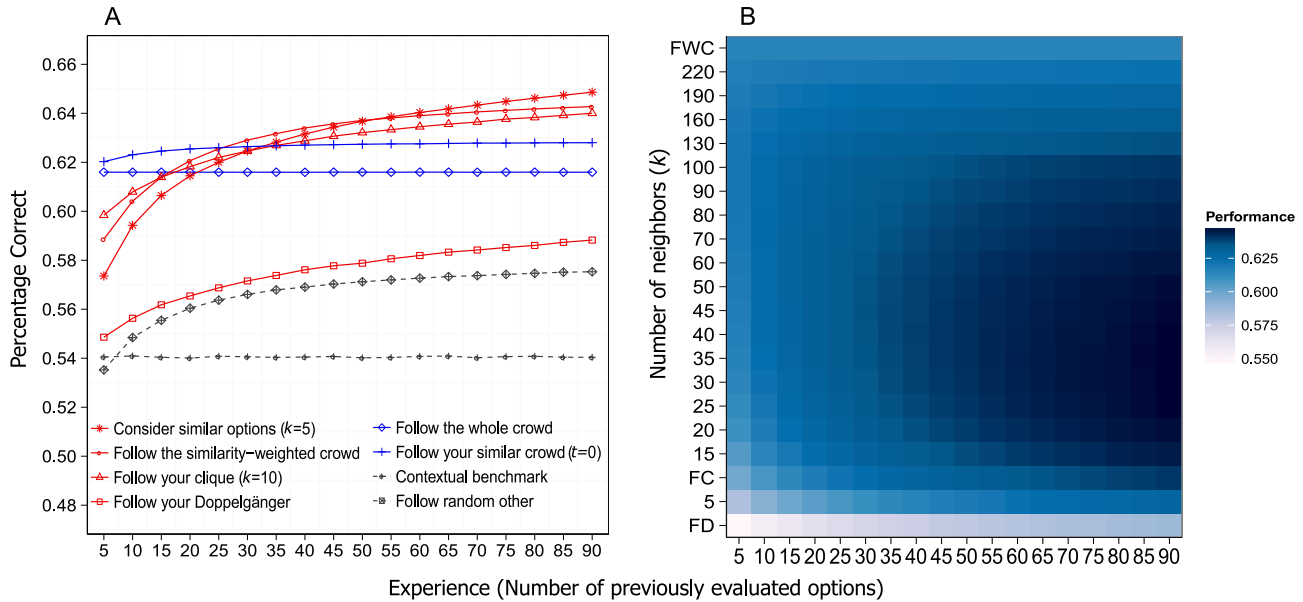 A
Percentage Correct
0.66
0.64
0.62
0.60
0.58
0.56
0.54
0.52
0.50
0.48
Consider similar options (k=5)
Follow the similarity-weighted crowd
Follow your clique (k=10)
Follow your Doppelgänger
Follow the whole crowd
Follow your similar crowd (t=0)
Contextual benchmark
Follow random other
5 10 15 20 25 30 35 40 45 50 55 60 65 70 75 80 85 90
B
Number of neighbors (k)
FWC
220
190
160
130
100
90
80
70
60
50
45
40
35
30
25
20
15
FC
5
FD
5 10 15 20 25 30 35 40 45 50 55 60 65 70 75 80 85 90
Performance
0.625
0.600
0.575
0.550
Experience (Number of previously evaluated options)